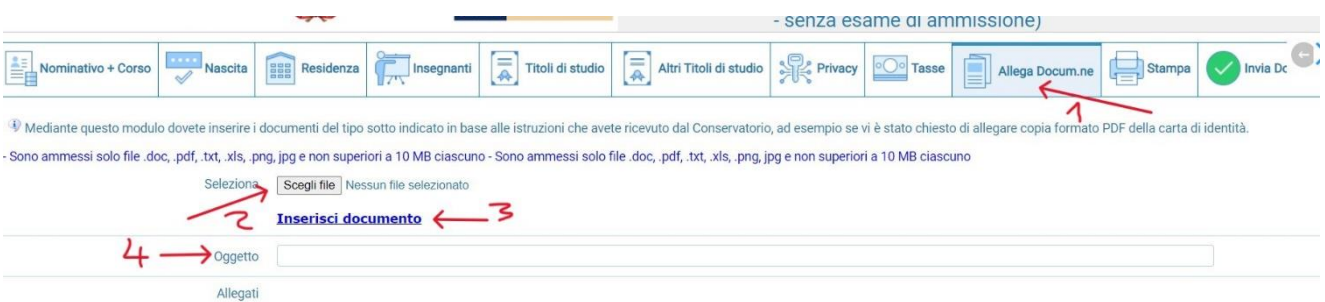 - senza esame di ammissione)
Nominativo + Corso Nascita Residenza Insegnanti Titoli di studio Altri Titoli di studio Privacy Tasse Allega Docum.ne Stampa Invia Dc
1
Mediante questo modulo dovete inserire i documenti del tipo sotto indicato in base alle istruzioni che avete ricevuto dal Conservatorio, ad esempio se vi è stato chiesto di allegare copia formato PDF della carta di identità.
- Sono ammessi solo file .doc, .pdf, .txt, .xls, .png, jpg e non superiori a 10 MB ciascuno - Sono ammessi solo file .doc, .pdf, .txt, .xls, .png, jpg e non superiori a 10 MB ciascuno
Seleziona Scegli file Nessun file selezionato
2 Inserisci documento 3
4 Oggetto
Allegati